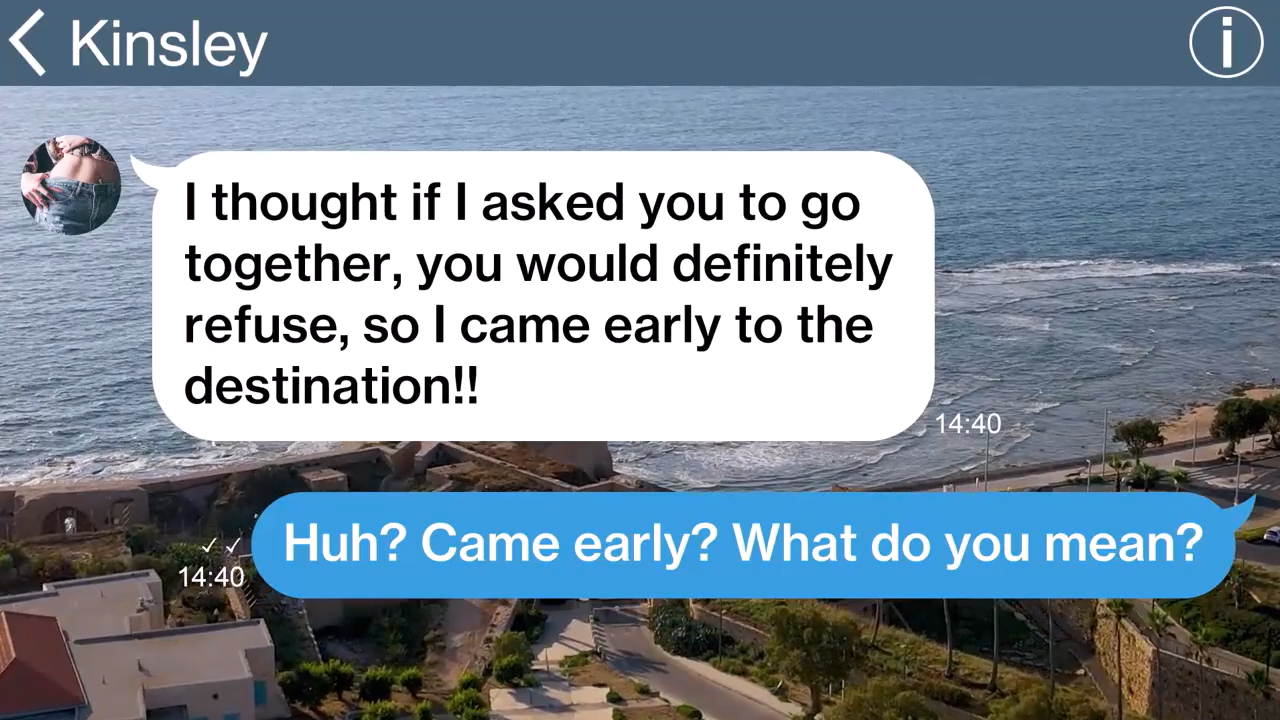 Kinsley
I thought if I asked you to go
together, you would definitely
refuse, so I came early to the
destination!!
14:40
Huh? Came early? What do you mean?
14:40